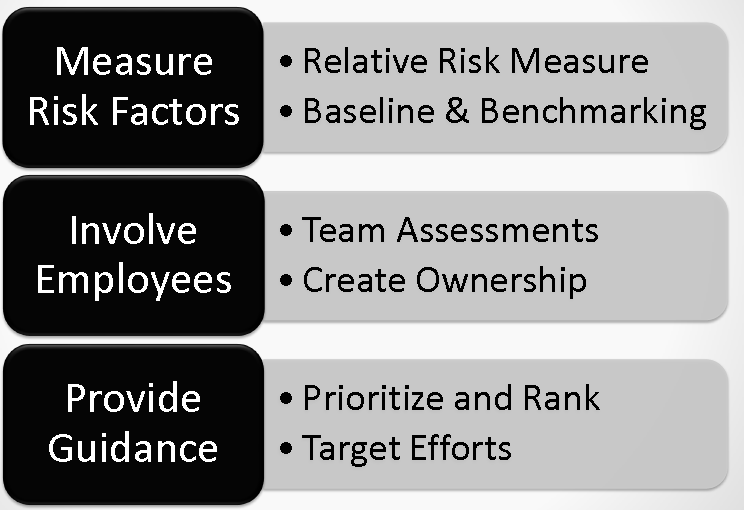 Measure
Risk Factors
• Relative Risk Measure
• Baseline & Benchmarking
Involve
Employees
• Team Assessments
• Create Ownership
Provide
Guidance
• Prioritize and Rank
• Target Efforts